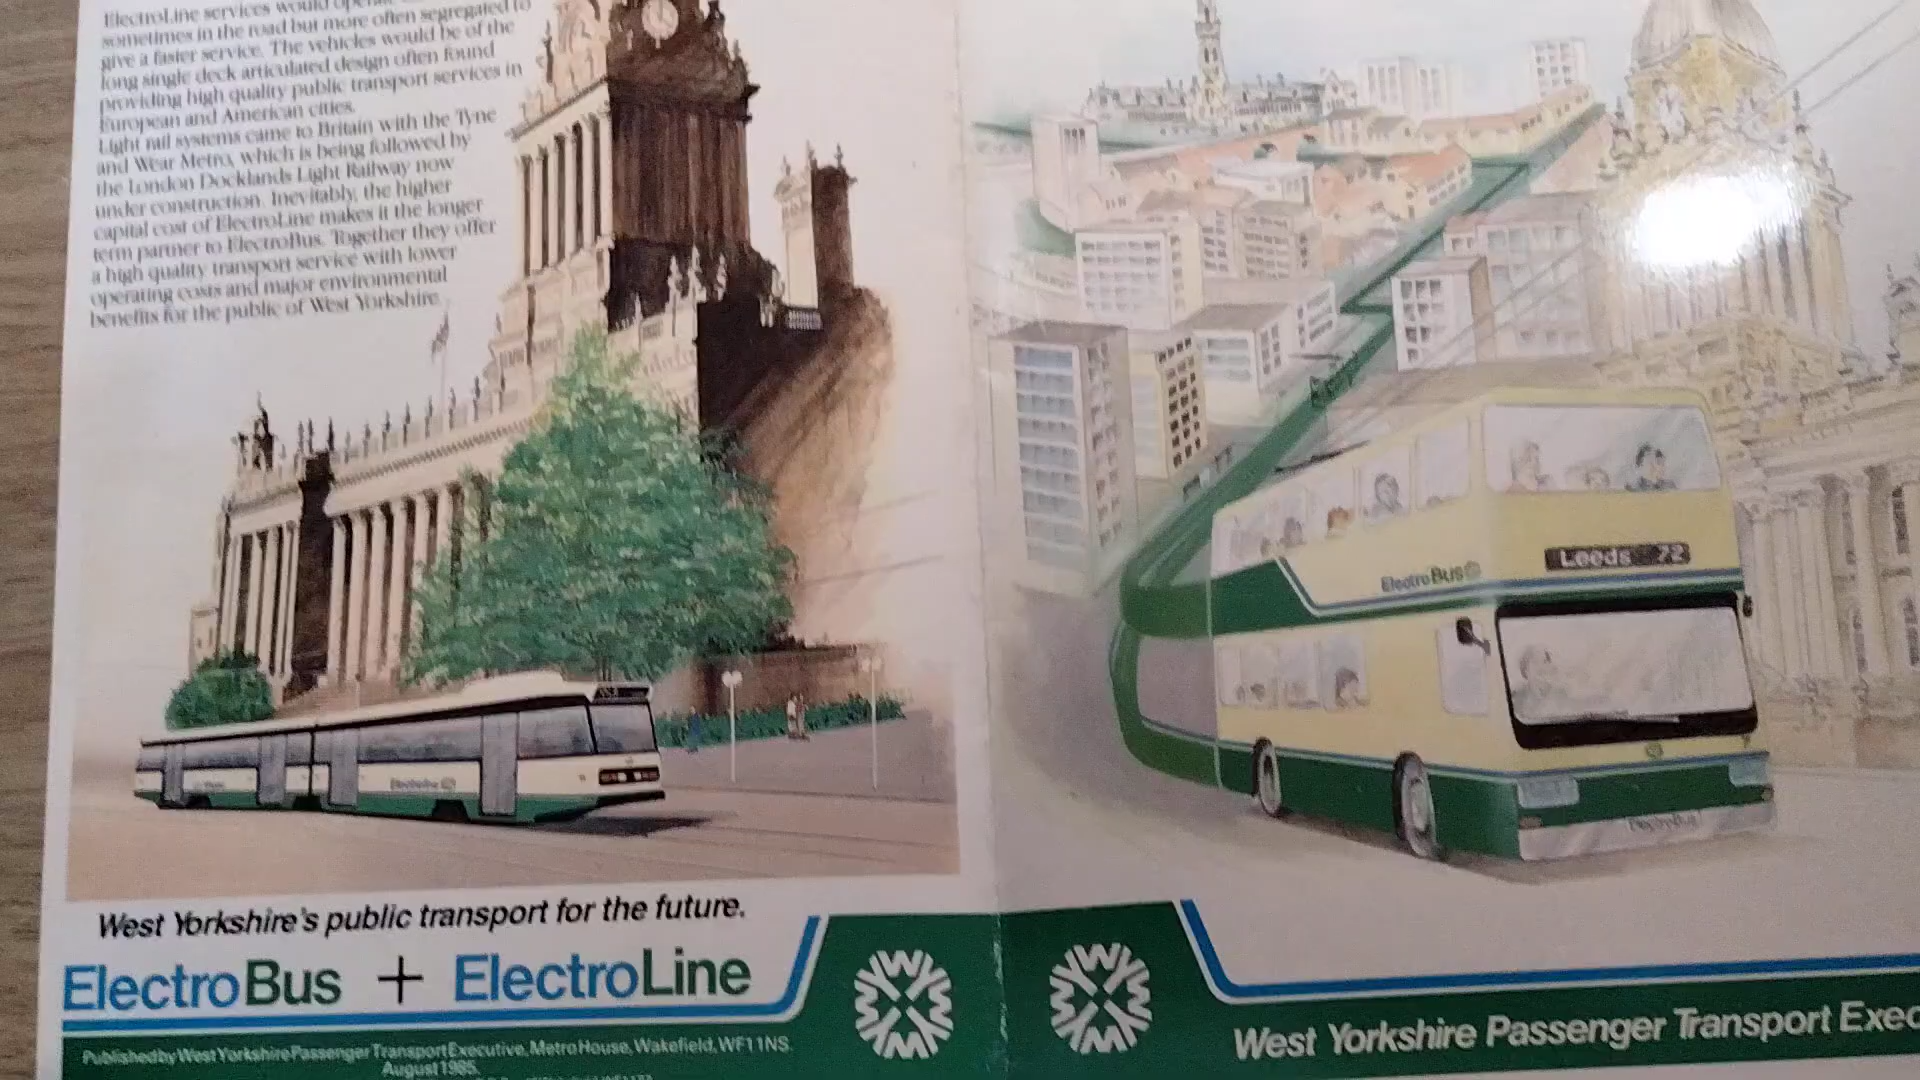 ElectroLine services would operate
sometimes in the road but more often segregated to
give a faster service. The vehicles would be of the
long single deck articulated design often found
providing high quality public transport services in
European and American cities.
Light rail systems came to Britain with the Tyne
and Wear Metro, which is being followed by
the London Docklands Light Railway now
under construction. Inevitably, the higher
capital cost of ElectroLine makes it the longer
term partner to ElectroBus. Together they offer
a high quality transport service with lower
operating costs and major environmental
benefits for the public of West Yorkshire.
ElectroLine
West Yorkshire's public transport for the future.
ElectroBus + ElectroLine
Published by West Yorkshire Passenger Transport Executive, Metro House, Wakefield, WF1 1NS.
August 1985.
Leeds 72
ElectroBus
ElectroBus
West Yorkshire Passenger Transport Exec